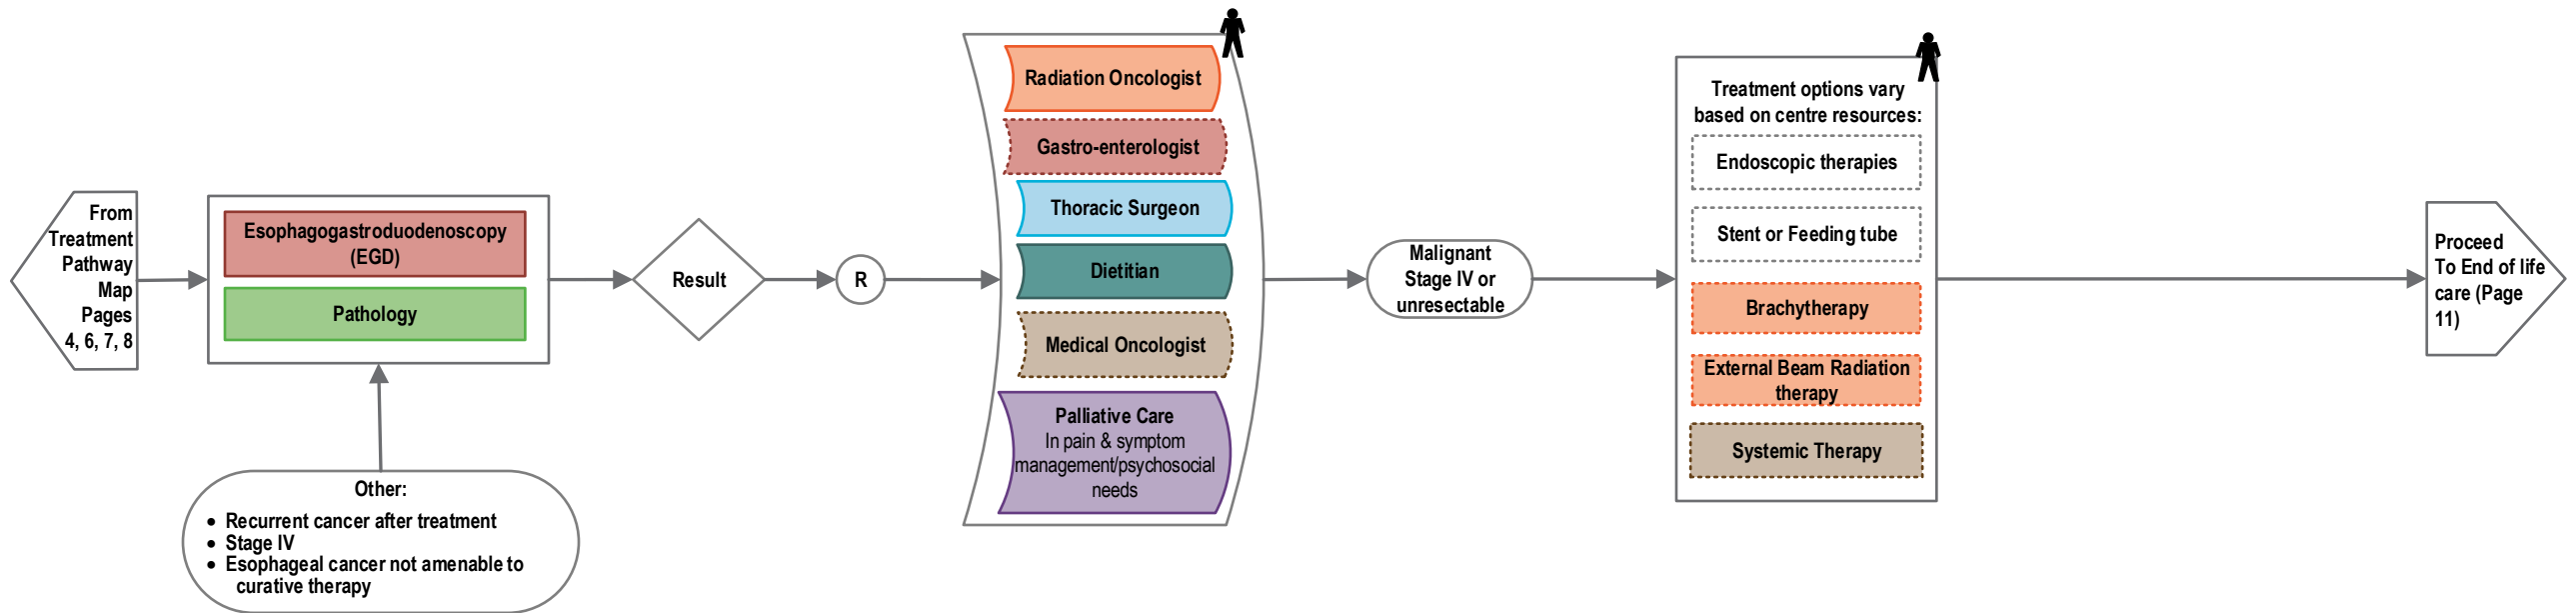 From
Treatment
Pathway
Map
Pages
4, 6, 7, 8
Esophagogastroduodenoscopy
(EGD)
Pathology
Other:
• Recurrent cancer after treatment
• Stage IV
• Esophageal cancer not amenable to
curative therapy
Result
R
Radiation Oncologist
Gastro-enterologist
Thoracic Surgeon
Dietitian
Medical Oncologist
Palliative Care
In pain & symptom
management/psychosocial
needs
Malignant
Stage IV or
unresectable
Treatment options vary
based on centre resources:
Endoscopic therapies
Stent or Feeding tube
Brachytherapy
External Beam Radiation
therapy
Systemic Therapy
Proceed
To End of life
care (Page
11)